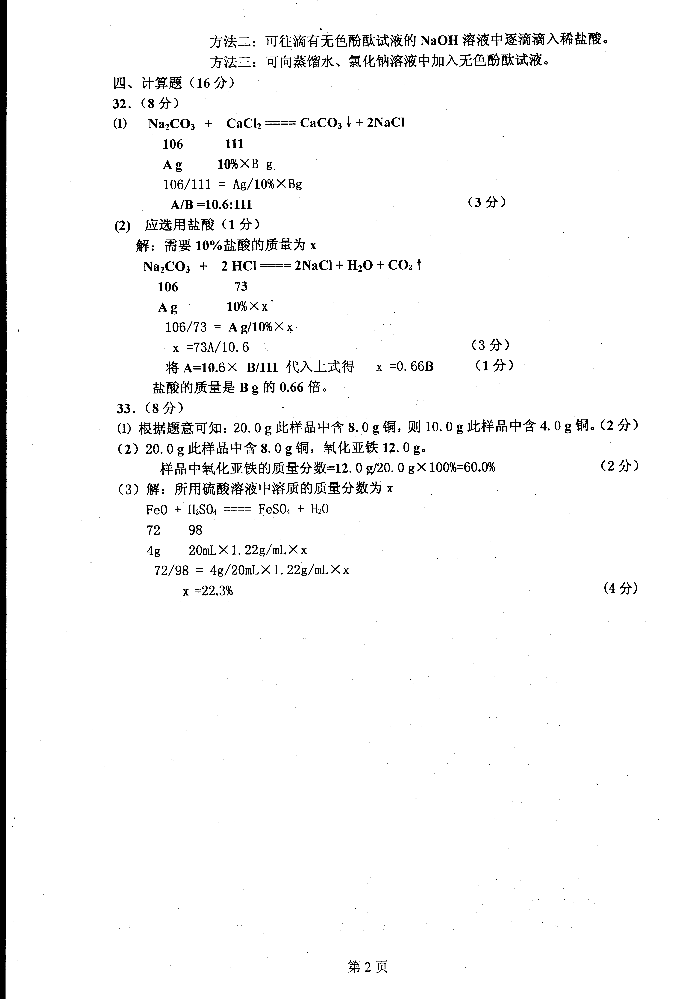 方法二：可往滴有无色酚酞试液的 NaOH 溶液中逐滴滴入稀盐酸。
方法三：可向蒸馏水、氯化钠溶液中加入无色酚酞试液。
四、计算题（16 分）
32.（8 分）
(1) Na₂CO₃ + CaCl₂ ==== CaCO₃↓ + 2NaCl
106 111
A g 10%×B g
106/111 = Ag/10%×Bg
A/B =10.6:111 （3 分）
(2) 应选用盐酸（1 分）
解：需要 10%盐酸的质量为 x
Na₂CO₃ + 2 HCl ==== 2NaCl + H₂O + CO₂↑
106 73
A g 10%×x
106/73 = A g/10%×x
x =73A/10.6 （3 分）
将 A=10.6× B/111 代入上式得 x =0.66B （1 分）
盐酸的质量是 B g 的 0.66 倍。
33.（8 分）
(1) 根据题意可知：20.0 g 此样品中含 8.0 g 铜，则 10.0 g 此样品中含 4.0 g 铜。（2 分）
（2）20.0 g 此样品中含 8.0 g 铜，氧化亚铁 12.0 g。
样品中氧化亚铁的质量分数=12.0 g/20.0 g×100%=60.0% （2 分）
（3）解：所用硫酸溶液中溶质的质量分数为 x
FeO + H₂SO₄ ==== FeSO₄ + H₂O
72 98
4g 20mL×1.22g/mL×x
72/98 = 4g/20mL×1.22g/mL×x
x =22.3% （4 分）
第 2 页